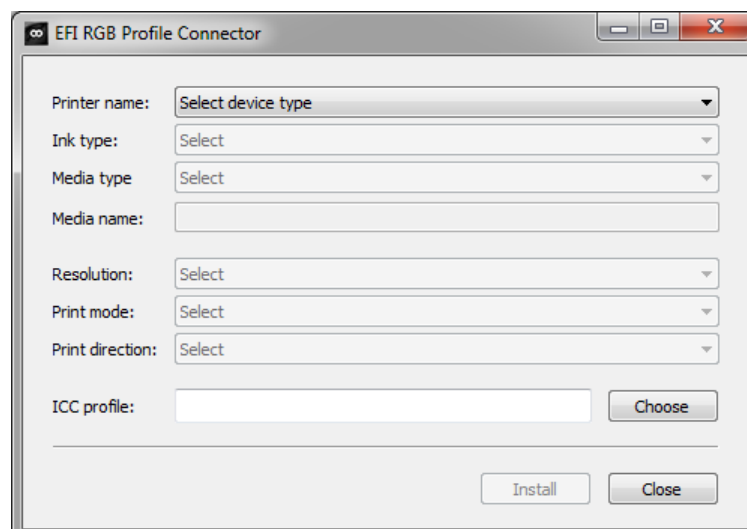 EFI RGB Profile Connector
Printer name: Select device type
Ink type: Select
Media type Select
Media name:
Resolution: Select
Print mode: Select
Print direction: Select
ICC profile: Choose
Install Close